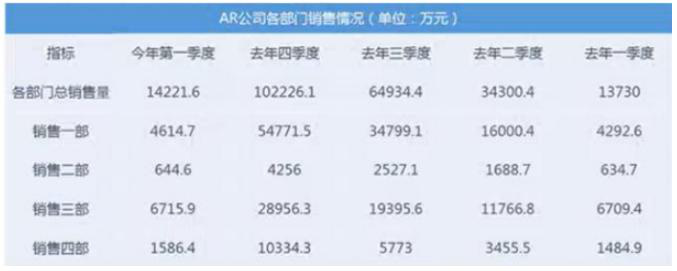 AR公司各部门销售情况（单位：万元）
指标 今年第一季度 去年四季度 去年三季度 去年二季度 去年一季度
各部门总销售量 14221.6 102226.1 64934.4 34300.4 13730
销售一部 4614.7 54771.5 34799.1 16000.4 4292.6
销售二部 644.6 4256 2527.1 1688.7 634.7
销售三部 6715.9 28956.3 19395.6 11766.8 6709.4
销售四部 1586.4 10334.3 5773 3455.5 1484.9